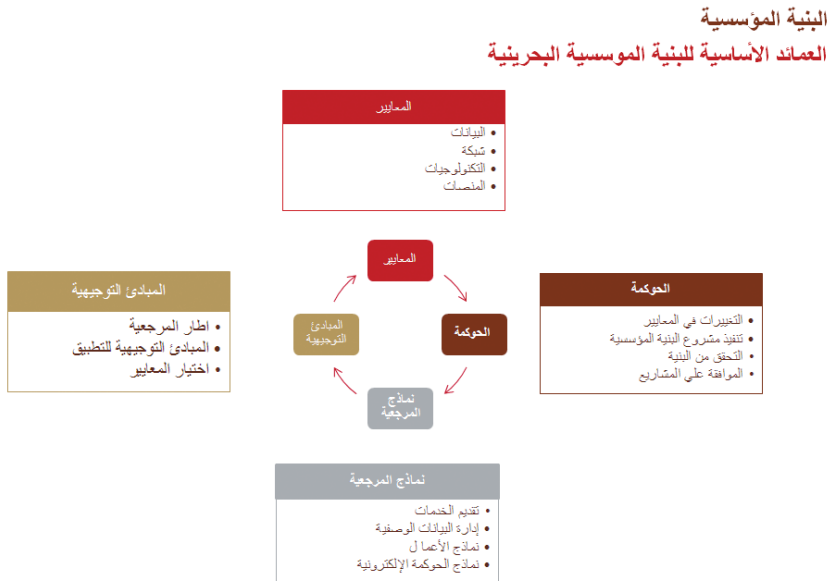 البنية المؤسسية
العمائد الأساسية للبنية الموسسية البحرينية
المعايير
• البيانات
• شبكة
• التكنولوجيات
• المنصات
المعايير
الحوكمة
نماذج
المرجعية
المبادئ
التوجيهية
الحوكمة
• التغييرات في المعايير
• تنفيذ مشروع البنية المؤسسية
• التحقق من البنية
• الموافقة علي المشاريع
المبادئ التوجيهية
• اطار المرجعية
• المبادئ التوجيهية للتطبيق
• اختيار المعايير
نماذج المرجعية
• تقديم الخدمات
• إدارة البيانات الوصفية
• نماذج الأعما ل
• نماذج الحوكمة الإلكترونية